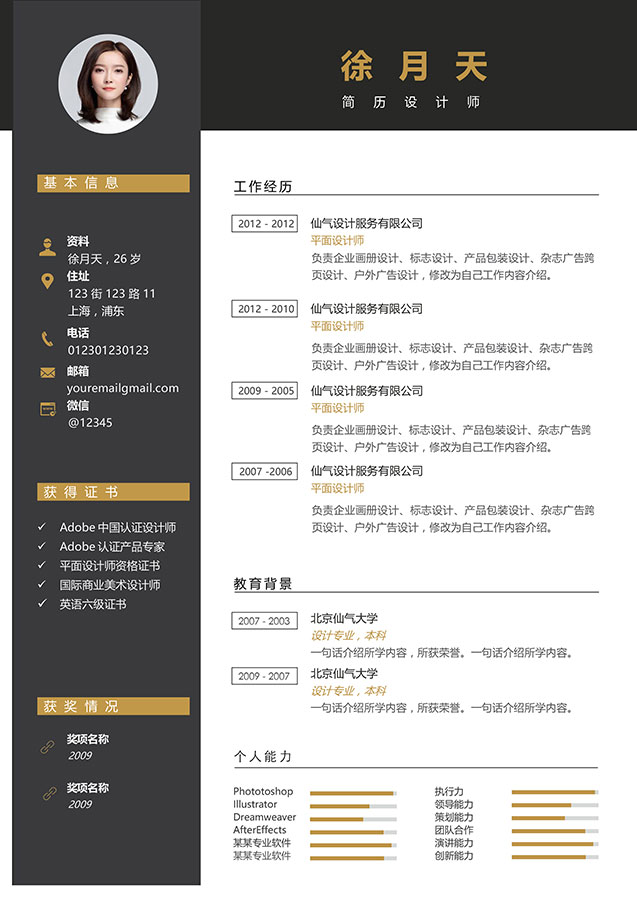 徐月天
简历设计师
基本信息
资料
徐月天，26 岁
住址
123 街 123 路 11
上海，浦东
电话
012301230123
邮箱
youremailgmail.com
微信
@12345
获得证书
Adobe 中国认证设计师
Adobe 认证产品专家
平面设计师资格证书
国际商业美术设计师
英语六级证书
获奖情况
奖项名称
2009
奖项名称
2009
工作经历
2012 - 2012 仙气设计服务有限公司
平面设计师
负责企业画册设计、标志设计、产品包装设计、杂志广告跨
页设计、户外广告设计，修改为自己工作内容介绍。
2012 - 2010 仙气设计服务有限公司
平面设计师
负责企业画册设计、标志设计、产品包装设计、杂志广告跨
页设计、户外广告设计，修改为自己工作内容介绍。
2009 - 2005 仙气设计服务有限公司
平面设计师
负责企业画册设计、标志设计、产品包装设计、杂志广告跨
页设计、户外广告设计，修改为自己工作内容介绍。
2007 -2006 仙气设计服务有限公司
平面设计师
负责企业画册设计、标志设计、产品包装设计、杂志广告跨
页设计、户外广告设计，修改为自己工作内容介绍。
教育背景
2007 - 2003 北京仙气大学
设计专业，本科
一句话介绍所学内容，所获荣誉。一句话介绍所学内容。
2009 - 2007 北京仙气大学
设计专业，本科
一句话介绍所学内容，所获荣誉。一句话介绍所学内容。
个人能力
Phototoshop
Illustrator
Dreamweaver
AfterEffects
某某专业软件
某某专业软件
执行力
领导能力
策划能力
团队合作
演讲能力
创新能力